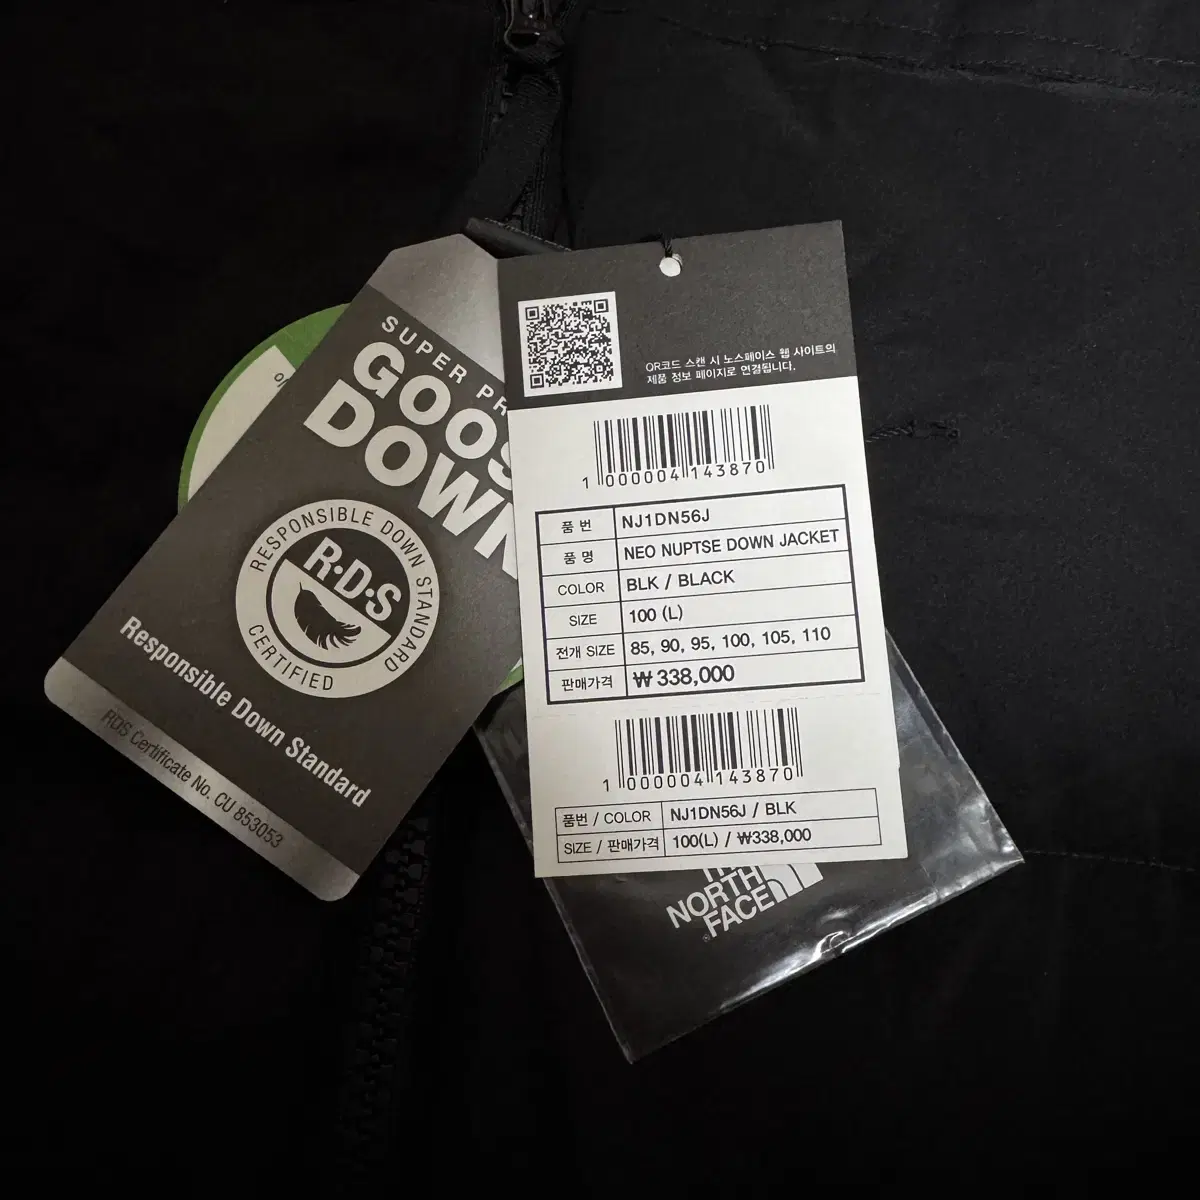 SUPER PR
GOOS
DOWN
RESPONSIBLE DOWN STANDARD
R·D·S
CERTIFIED
Responsible Down Standard
RDS Certificate No. CU 853053
QR코드 스캔 시 노스페이스 웹 사이트의
제품 정보 페이지로 연결됩니다.
1 000004 143870
품 번 NJ1DN56J
품 명 NEO NUPTSE DOWN JACKET
COLOR BLK / BLACK
SIZE 100 (L)
전개 SIZE 85, 90, 95, 100, 105, 110
판매가격 ₩338,000
1 000004 143870
품번 / COLOR NJ1DN56J / BLK
SIZE / 판매가격 100(L) / ₩338,000
NORTH
FACE